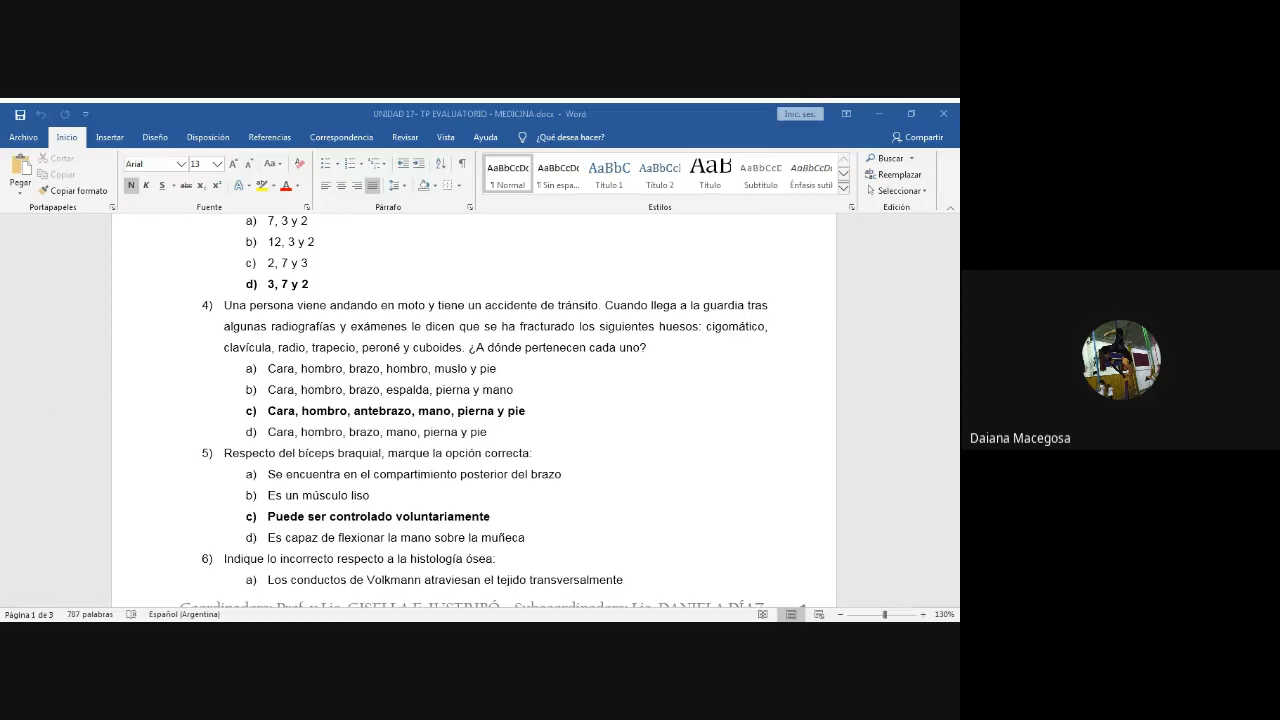 UNIDAD 17- TP EVALUATORIO - MEDICINA.docx - Word
Inic. ses.
Archivo Inicio Insertar Diseño Disposición Referencias Correspondencia Revisar Vista Ayuda ¿Qué desea hacer? Compartir
Pegar
Cortar
Copiar
Copiar formato
Portapapeles
Arial 13
N K S abc x₂ x²
Fuente
Párrafo
AaBbCcDc AaBbCcDc AaBbC AaBbCcl AaB AaBbCcD AaBbCcD
¶ Normal ¶ Sin espa... Título 1 Título 2 Título Subtítulo Énfasis sutil
Estilos
Buscar
Reemplazar
Seleccionar
Edición
a) 7, 3 y 2
b) 12, 3 y 2
c) 2, 7 y 3
d) 3, 7 y 2
4) Una persona viene andando en moto y tiene un accidente de tránsito. Cuando llega a la guardia tras
algunas radiografías y exámenes le dicen que se ha fracturado los siguientes huesos: cigomático,
clavícula, radio, trapecio, peroné y cuboides. ¿A dónde pertenecen cada uno?
a) Cara, hombro, brazo, hombro, muslo y pie
b) Cara, hombro, brazo, espalda, pierna y mano
c) Cara, hombro, antebrazo, mano, pierna y pie
d) Cara, hombro, brazo, mano, pierna y pie
5) Respecto del bíceps braquial, marque la opción correcta:
a) Se encuentra en el compartimiento posterior del brazo
b) Es un músculo liso
c) Puede ser controlado voluntariamente
d) Es capaz de flexionar la mano sobre la muñeca
6) Indique lo incorrecto respecto a la histología ósea:
a) Los conductos de Volkmann atraviesan el tejido transversalmente
Página 1 de 3 787 palabras Español (Argentina) 130%
Daiana Macegosa